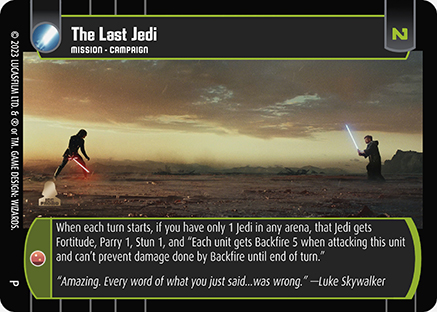 The Last Jedi
N
MISSION - CAMPAIGN
© 2023 LUCASFILM LTD. & ® or TM. GAME DESIGN: WIZARDS.
When each turn starts, if you have only 1 Jedi in any arena, that Jedi gets
Fortitude, Parry 1, Stun 1, and “Each unit gets Backfire 5 when attacking this unit
and can’t prevent damage done by Backfire until end of turn.”
“Amazing. Every word of what you just said...was wrong.” —Luke Skywalker
P